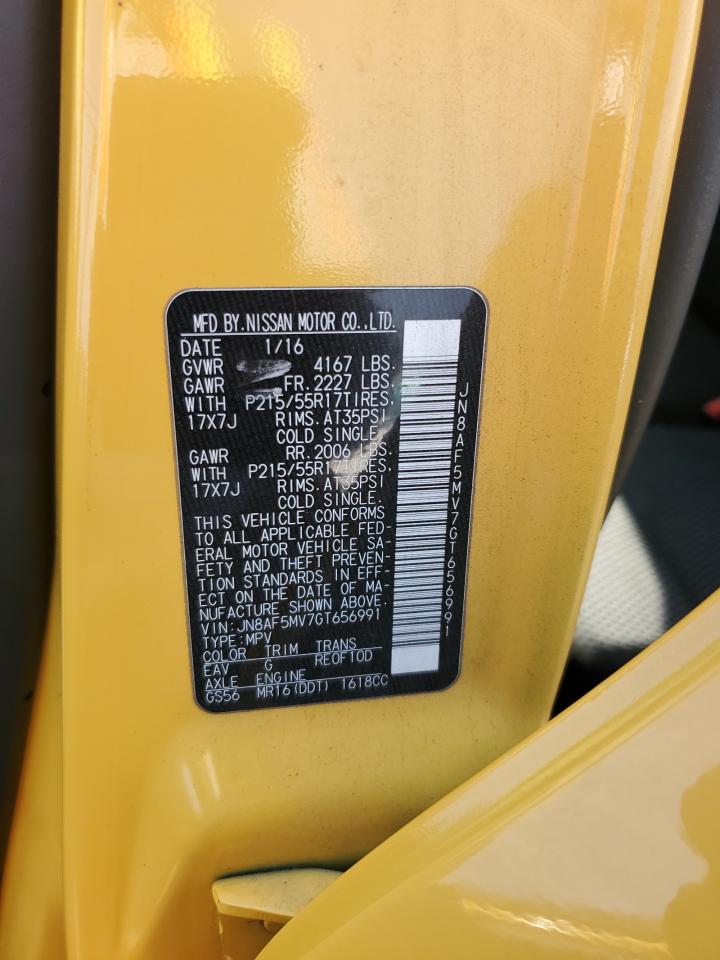 MFD BY.NISSAN MOTOR CO.,LTD.
DATE 1/16
GVWR 4167 LBS.
GAWR FR. 2227 LBS.
WITH P215/55R17TIRES.
17X7J RIMS. AT35PSI
COLD SINGLE.
GAWR RR. 2006 LBS.
WITH P215/55R17TIRES.
17X7J RIMS. AT35PSI
COLD SINGLE.
THIS VEHICLE CONFORMS
TO ALL APPLICABLE FED-
ERAL MOTOR VEHICLE SA-
FETY AND THEFT PREVEN-
TION STANDARDS IN EFF-
ECT ON THE DATE OF MA-
NUFACTURE SHOWN ABOVE.
VIN: JN8AF5MV7GT656991
TYPE: MPV
COLOR TRIM TRANS
EAV G RE0F10D
AXLE ENGINE
GS56 MR16(DDT) 1618CC
JN8AF5MV7GT656991